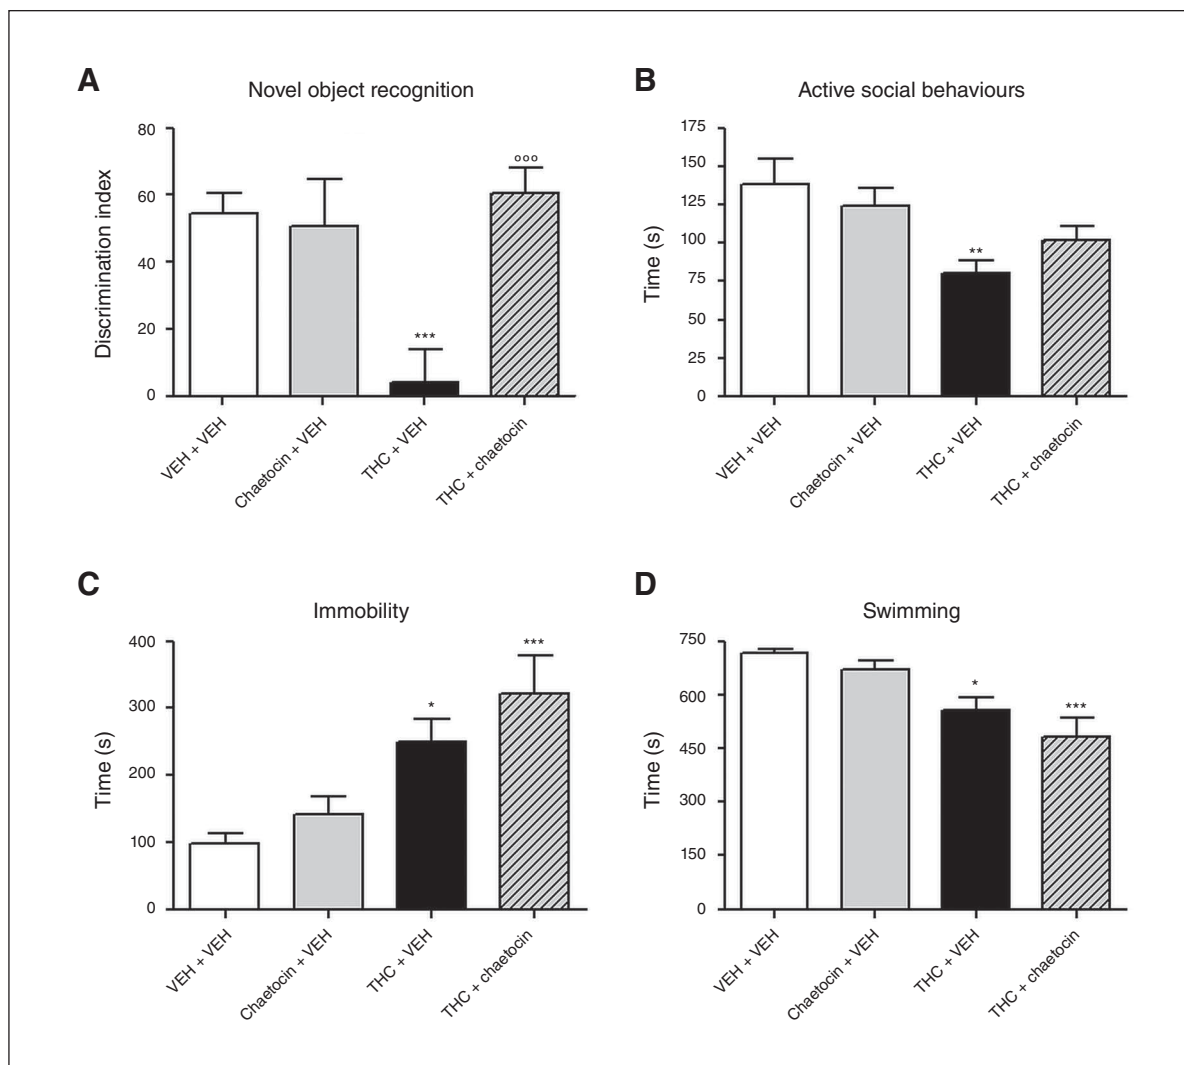 A
Novel object recognition
Discrimination index
80
60
40
20
0
***
ooo
VEH + VEH
Chaetocin + VEH
THC + VEH
THC + chaetocin
B
Active social behaviours
Time (s)
175
150
125
100
75
50
25
0
**
VEH + VEH
Chaetocin + VEH
THC + VEH
THC + chaetocin
C
Immobility
Time (s)
400
300
200
100
0
*
***
VEH + VEH
Chaetocin + VEH
THC + VEH
THC + chaetocin
D
Swimming
Time (s)
750
600
450
300
150
0
*
***
VEH + VEH
Chaetocin + VEH
THC + VEH
THC + chaetocin